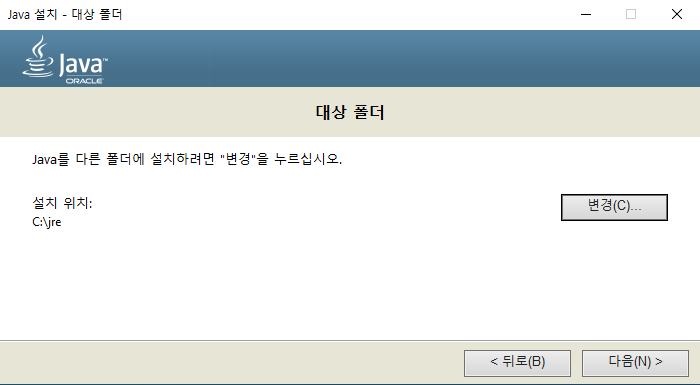 Java 설치 - 대상 폴더
Java™
ORACLE
대상 폴더
Java를 다른 폴더에 설치하려면 "변경"을 누르십시오.
설치 위치:
변경(C)...
C:\jre
< 뒤로(B)
다음(N) >